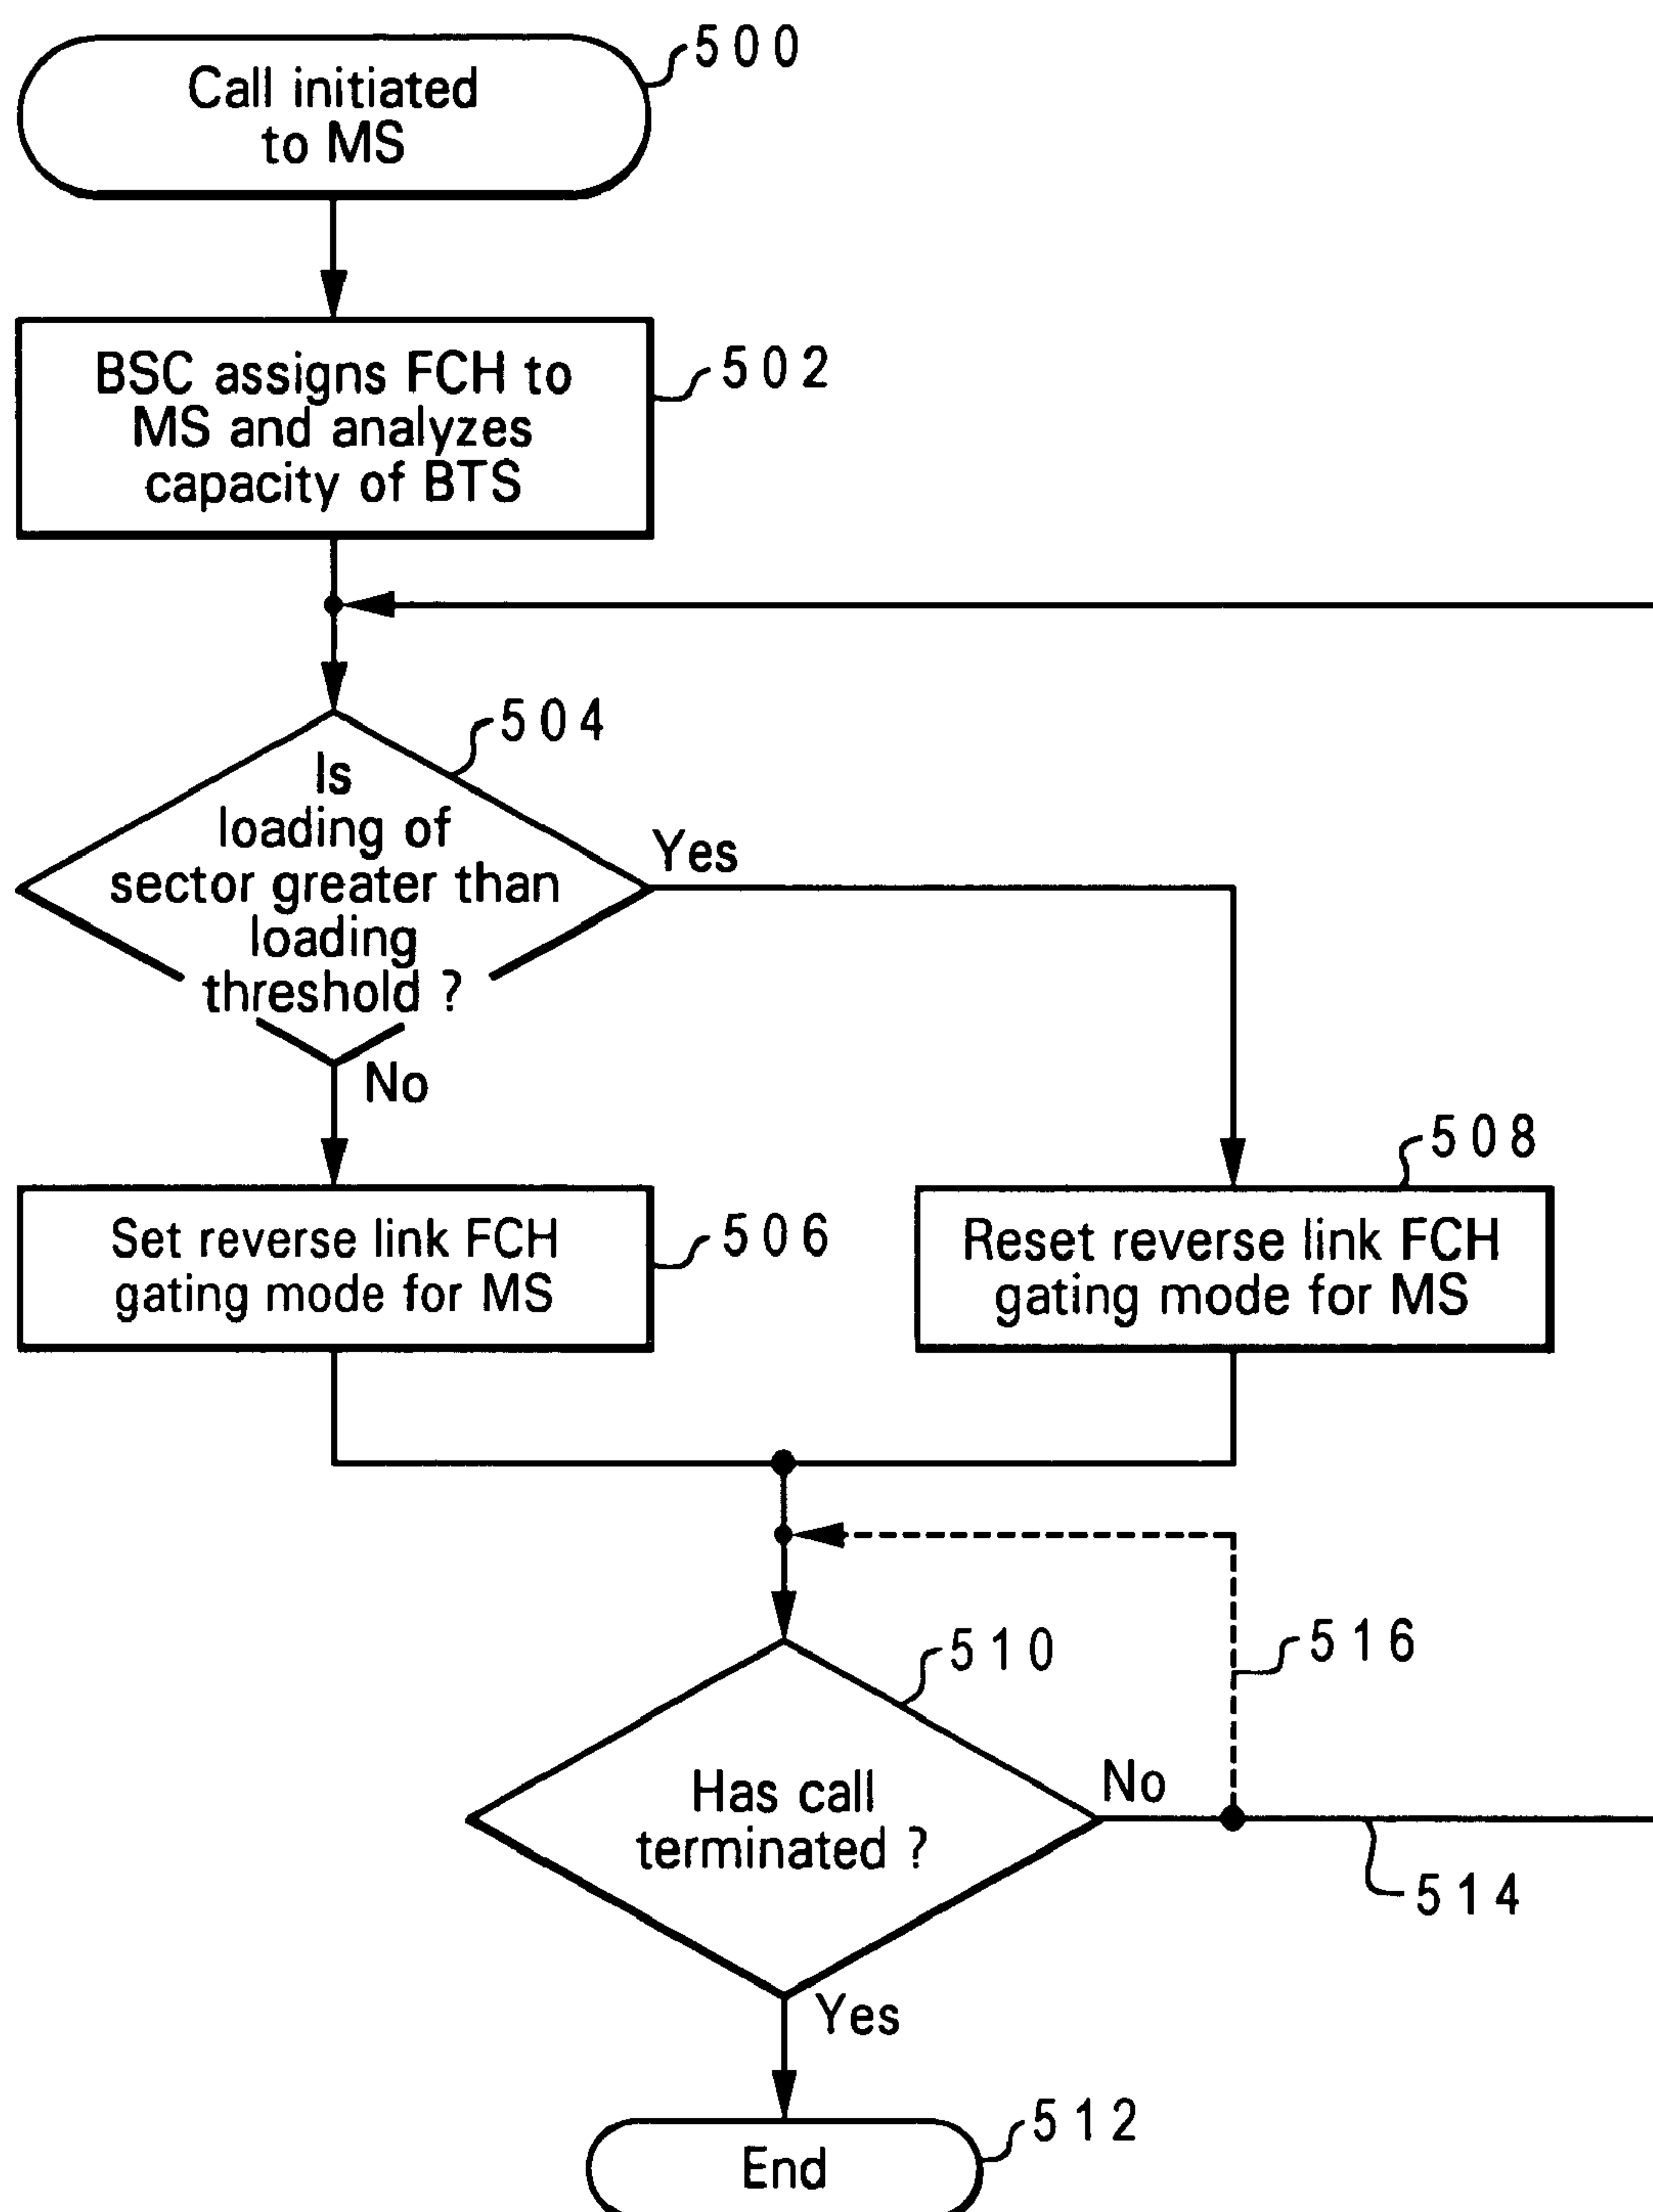 500
Call initiated
to MS
502
BSC assigns FCH to
MS and analyzes
capacity of BTS
504
Is
loading of
sector greater than
loading
threshold ?
Yes
No
508
Set reverse link FCH
gating mode for MS
506
Reset reverse link FCH
gating mode for MS
510
516
Has call
terminated ?
No
514
Yes
512
End